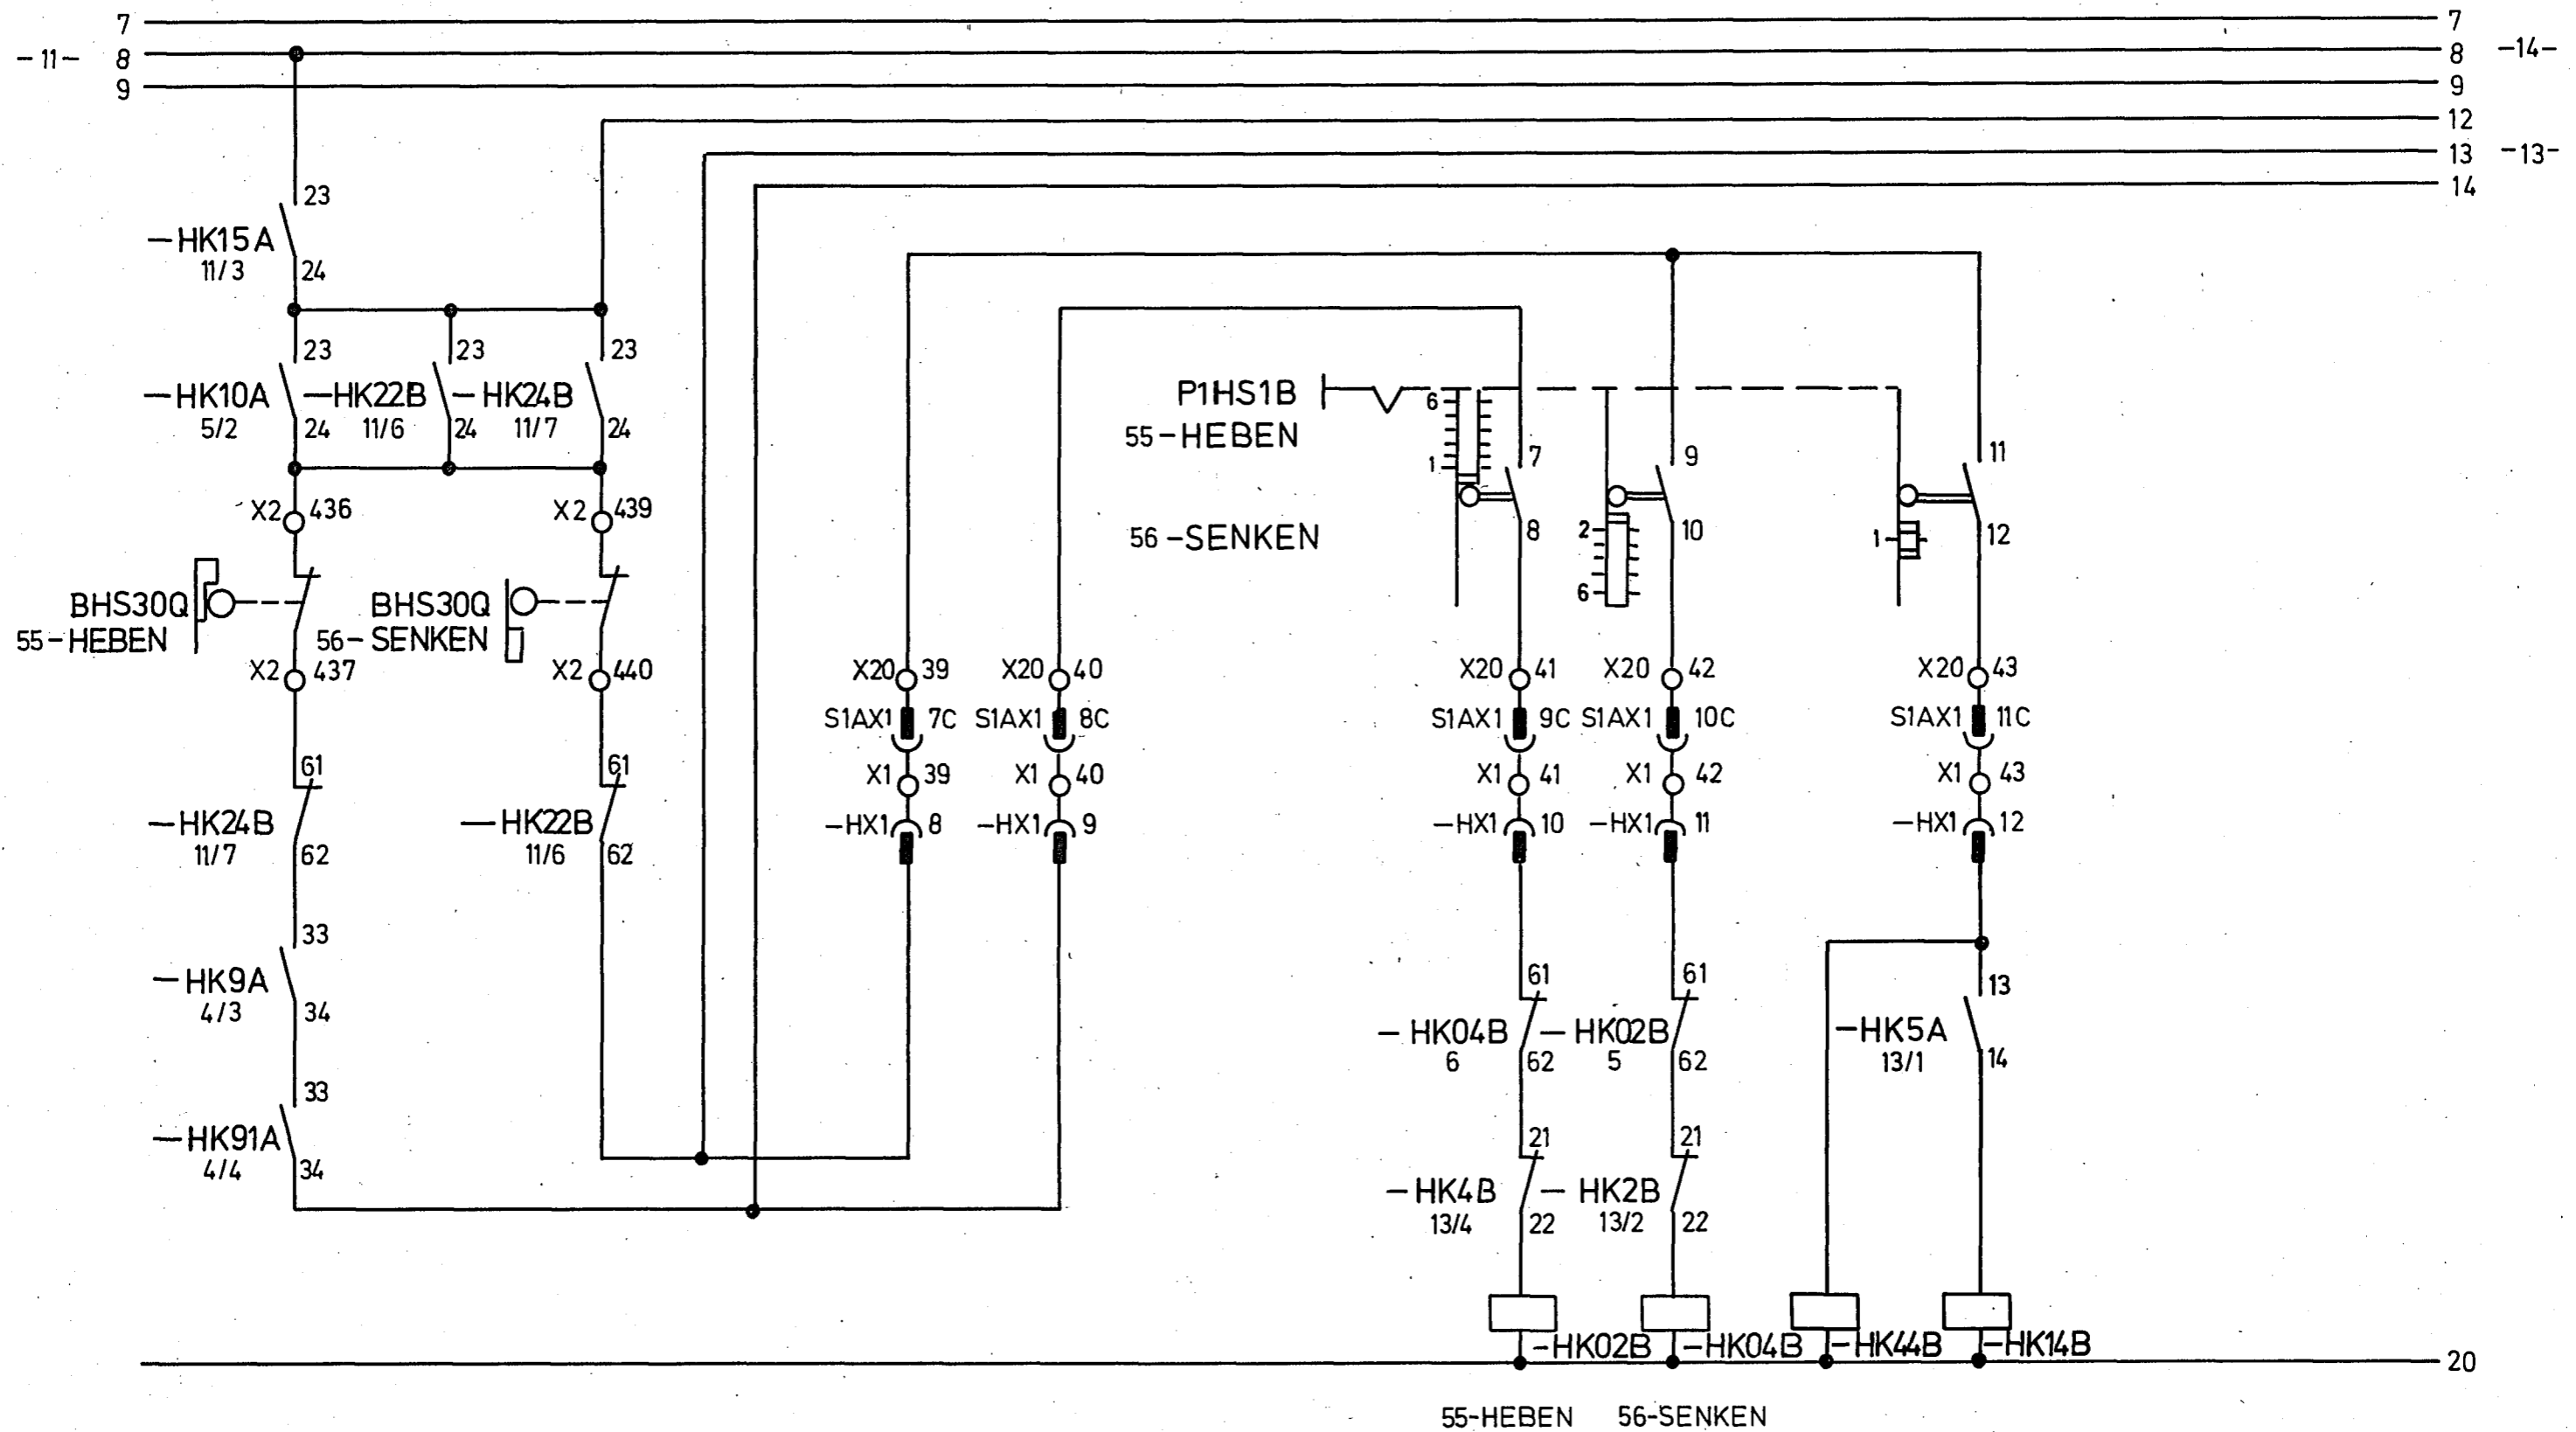 7 7
-11- 8 8 -14-
9 9
12
13 -13-
14
23
-HK15A
11/3 24
23 23 23
-HK10A -HK22B -HK24B
5/2 24 11/6 24 11/7 24
P1HS1B 6
55-HEBEN
1 7 9 11
X2 436 X2 439
56-SENKEN 8 2 10 1 12
6
BHS30Q BHS30Q
55-HEBEN 56-SENKEN
X2 437 X2 440 X20 39 X20 40 X20 41 X20 42 X20 43
S1AX1 7C S1AX1 8C S1AX1 9C S1AX1 10C S1AX1 11C
61 61 X1 39 X1 40 X1 41 X1 42 X1 43
-HK24B -HK22B -HX1 8 -HX1 9 -HX1 10 -HX1 11 -HX1 12
11/7 62 11/6 62
33 61 61 13
-HK9A
4/3 34
-HK04B -HK02B -HK5A
6 62 5 62 13/1 14
33
-HK91A
4/4 34
21 21
-HK4B -HK2B
13/4 22 13/2 22
-HK02B -HK04B -HK44B -HK14B
20
55-HEBEN 56-SENKEN